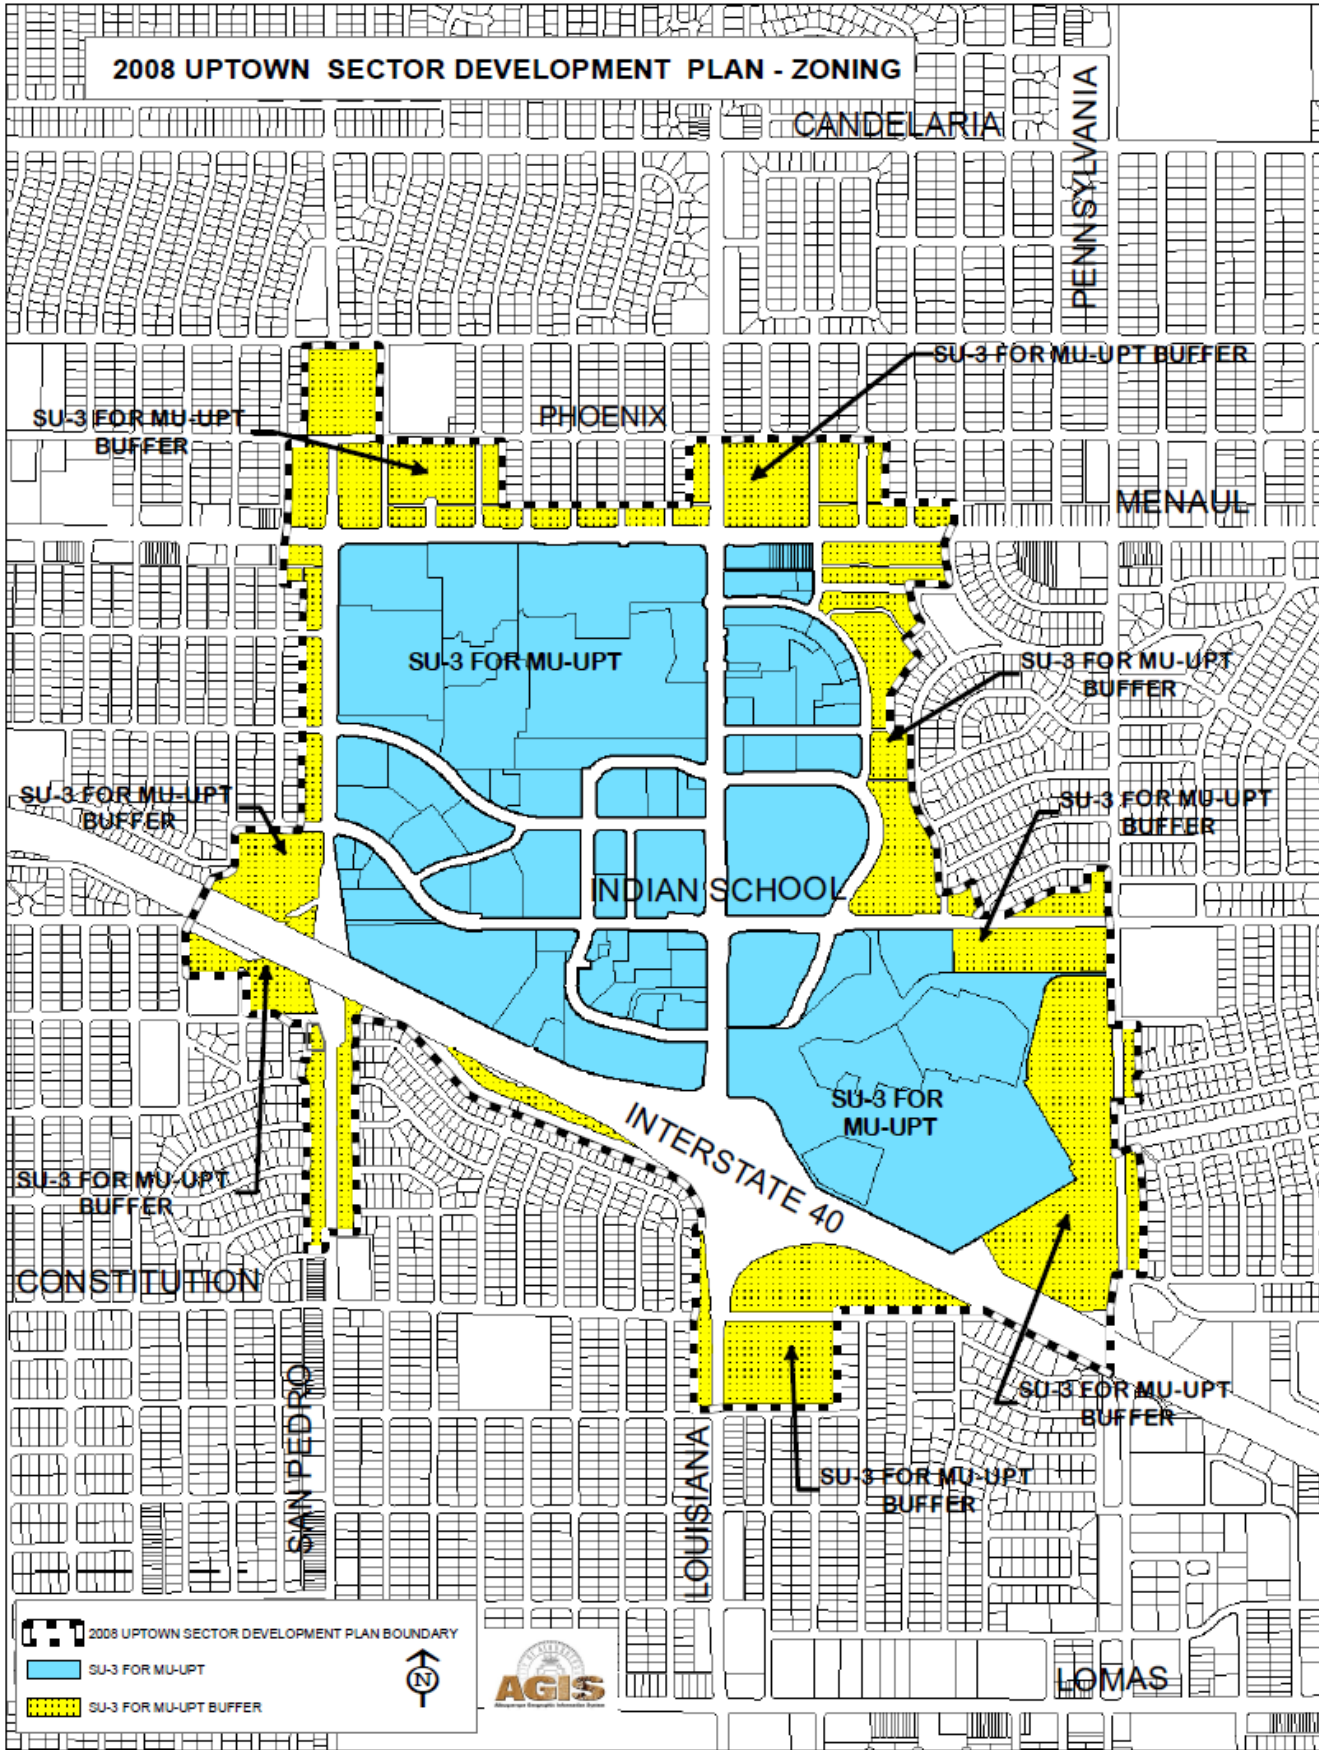 2008 UPTOWN SECTOR DEVELOPMENT PLAN - ZONING
CANDELARIA
PENNSYLVANIA
SU-3 FOR MU-UPT BUFFER
SU-3 FOR MU-UPT
BUFFER
PHOENIX
MENAUL
SU-3 FOR MU-UPT
SU-3 FOR MU-UPT
BUFFER
SU-3 FOR MU-UPT
BUFFER
SU-3 FOR MU-UPT
BUFFER
INDIAN SCHOOL
SU-3 FOR
MU-UPT
INTERSTATE 40
SU-3 FOR MU-UPT
BUFFER
CONSTITUTION
SAN PEDRO
SU-3 FOR MU-UPT
BUFFER
LOUISIANA
SU-3 FOR MU-UPT
BUFFER
2008 UPTOWN SECTOR DEVELOPMENT PLAN BOUNDARY
SU-3 FOR MU-UPT
SU-3 FOR MU-UPT BUFFER
N
AGIS
Albuquerque Geographic Information System
LOMAS